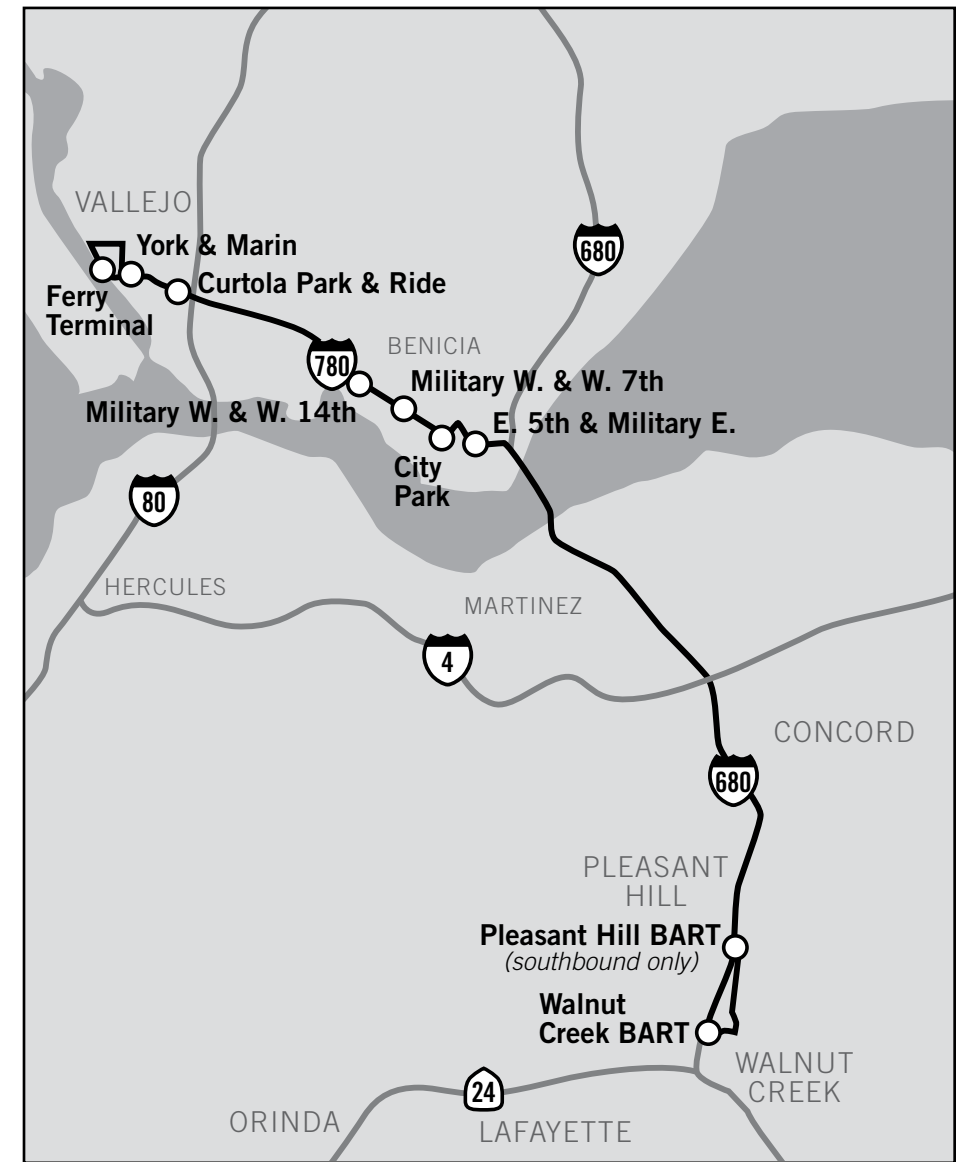 VALLEJO
York & Marin
680
Curtola Park & Ride
Ferry
Terminal
BENICIA
780
Military W. & W. 7th
Military W. & W. 14th
E. 5th & Military E.
City
Park
80
HERCULES
MARTINEZ
4
CONCORD
680
PLEASANT
HILL
Pleasant Hill BART
(southbound only)
Walnut
Creek BART
WALNUT
CREEK
24
ORINDA
LAFAYETTE